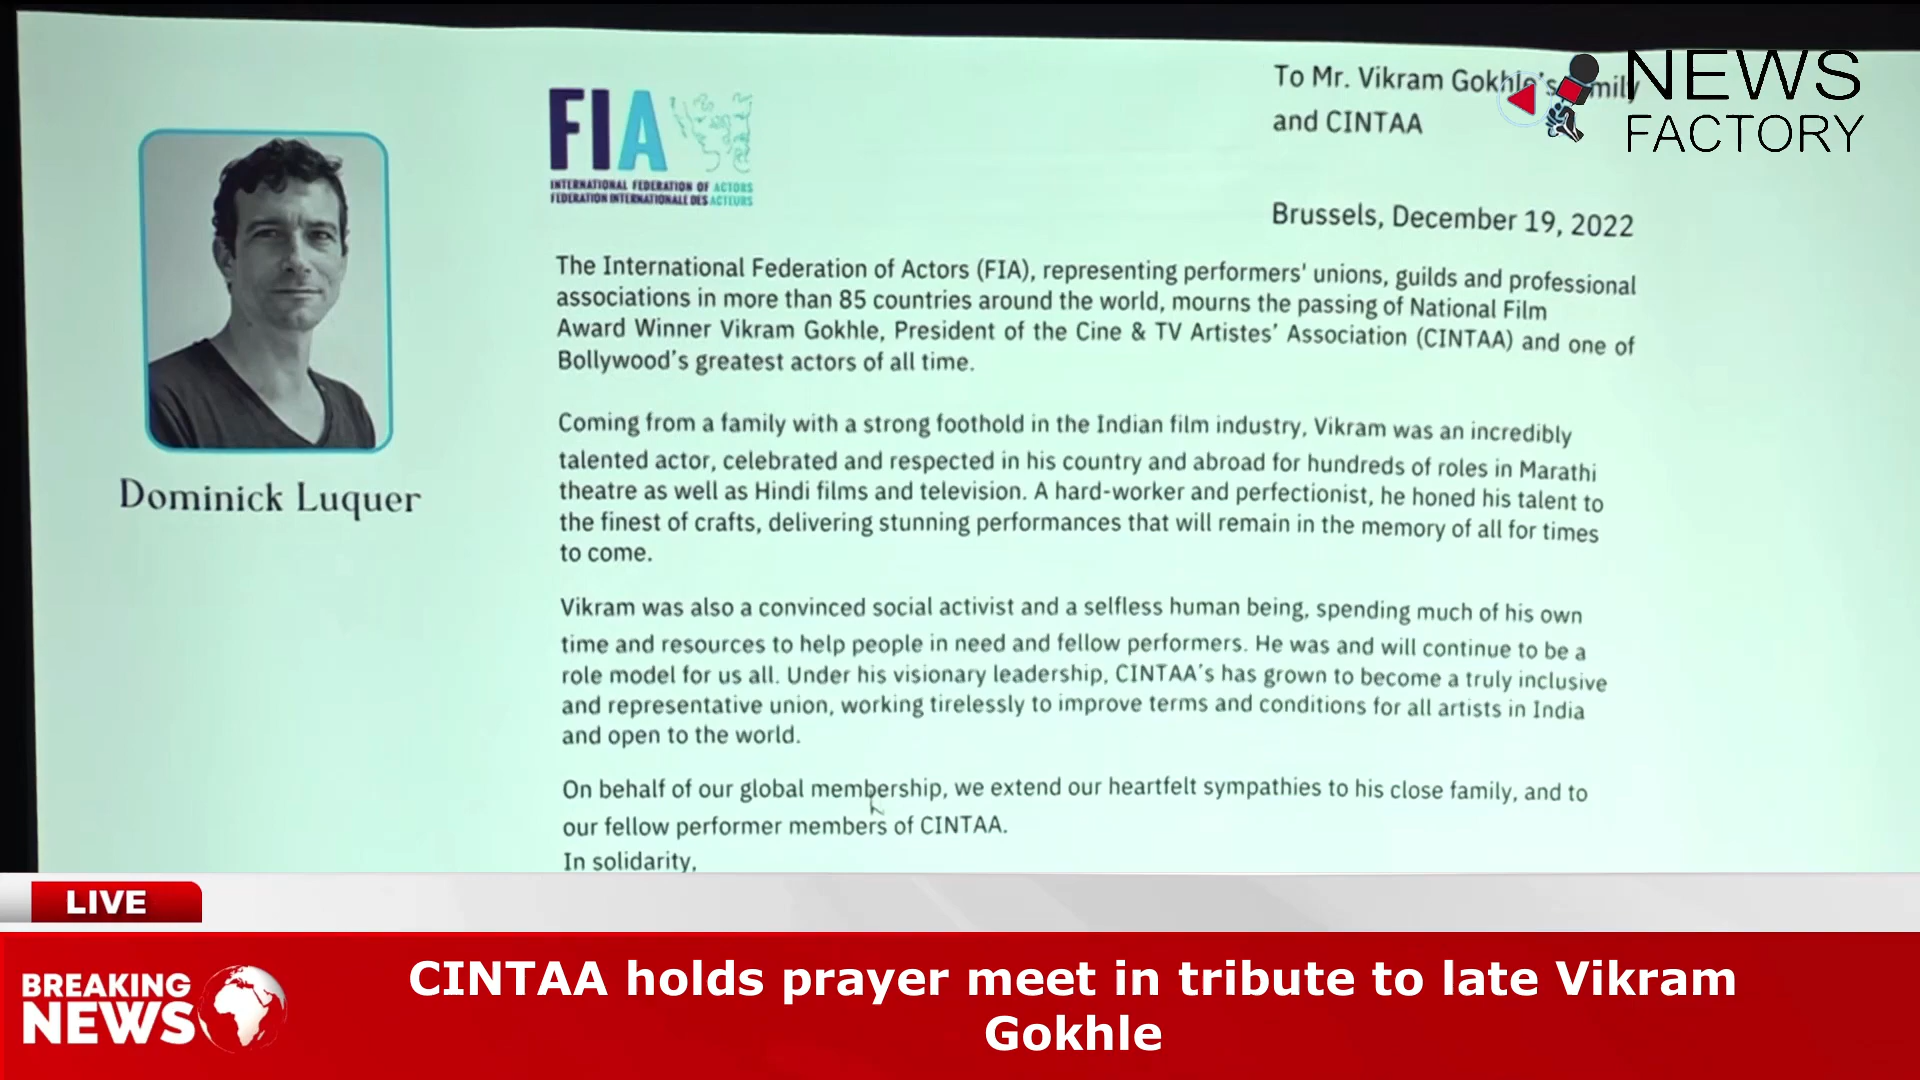 NEWS
FACTORY
FIA
INTERNATIONAL FEDERATION OF ACTORS
FEDERATION INTERNATIONALE DES ACTEURS
To Mr. Vikram Gokhle's
and CINTAA
Brussels, December 19, 2022
Dominick Luquer
The International Federation of Actors (FIA), representing performers' unions, guilds and professional
associations in more than 85 countries around the world, mourns the passing of National Film
Award Winner Vikram Gokhle, President of the Cine & TV Artistes' Association (CINTAA) and one of
Bollywood's greatest actors of all time.
Coming from a family with a strong foothold in the Indian film industry, Vikram was an incredibly
talented actor, celebrated and respected in his country and abroad for hundreds of roles in Marathi
theatre as well as Hindi films and television. A hard-worker and perfectionist, he honed his talent to
the finest of crafts, delivering stunning performances that will remain in the memory of all for times
to come.
Vikram was also a convinced social activist and a selfless human being, spending much of his own
time and resources to help people in need and fellow performers. He was and will continue to be a
role model for us all. Under his visionary leadership, CINTAA's has grown to become a truly inclusive
and representative union, working tirelessly to improve terms and conditions for all artists in India
and open to the world.
On behalf of our global membership, we extend our heartfelt sympathies to his close family, and to
our fellow performer members of CINTAA.
In solidarity,
LIVE
BREAKING
NEWS
CINTAA holds prayer meet in tribute to late Vikram
Gokhle